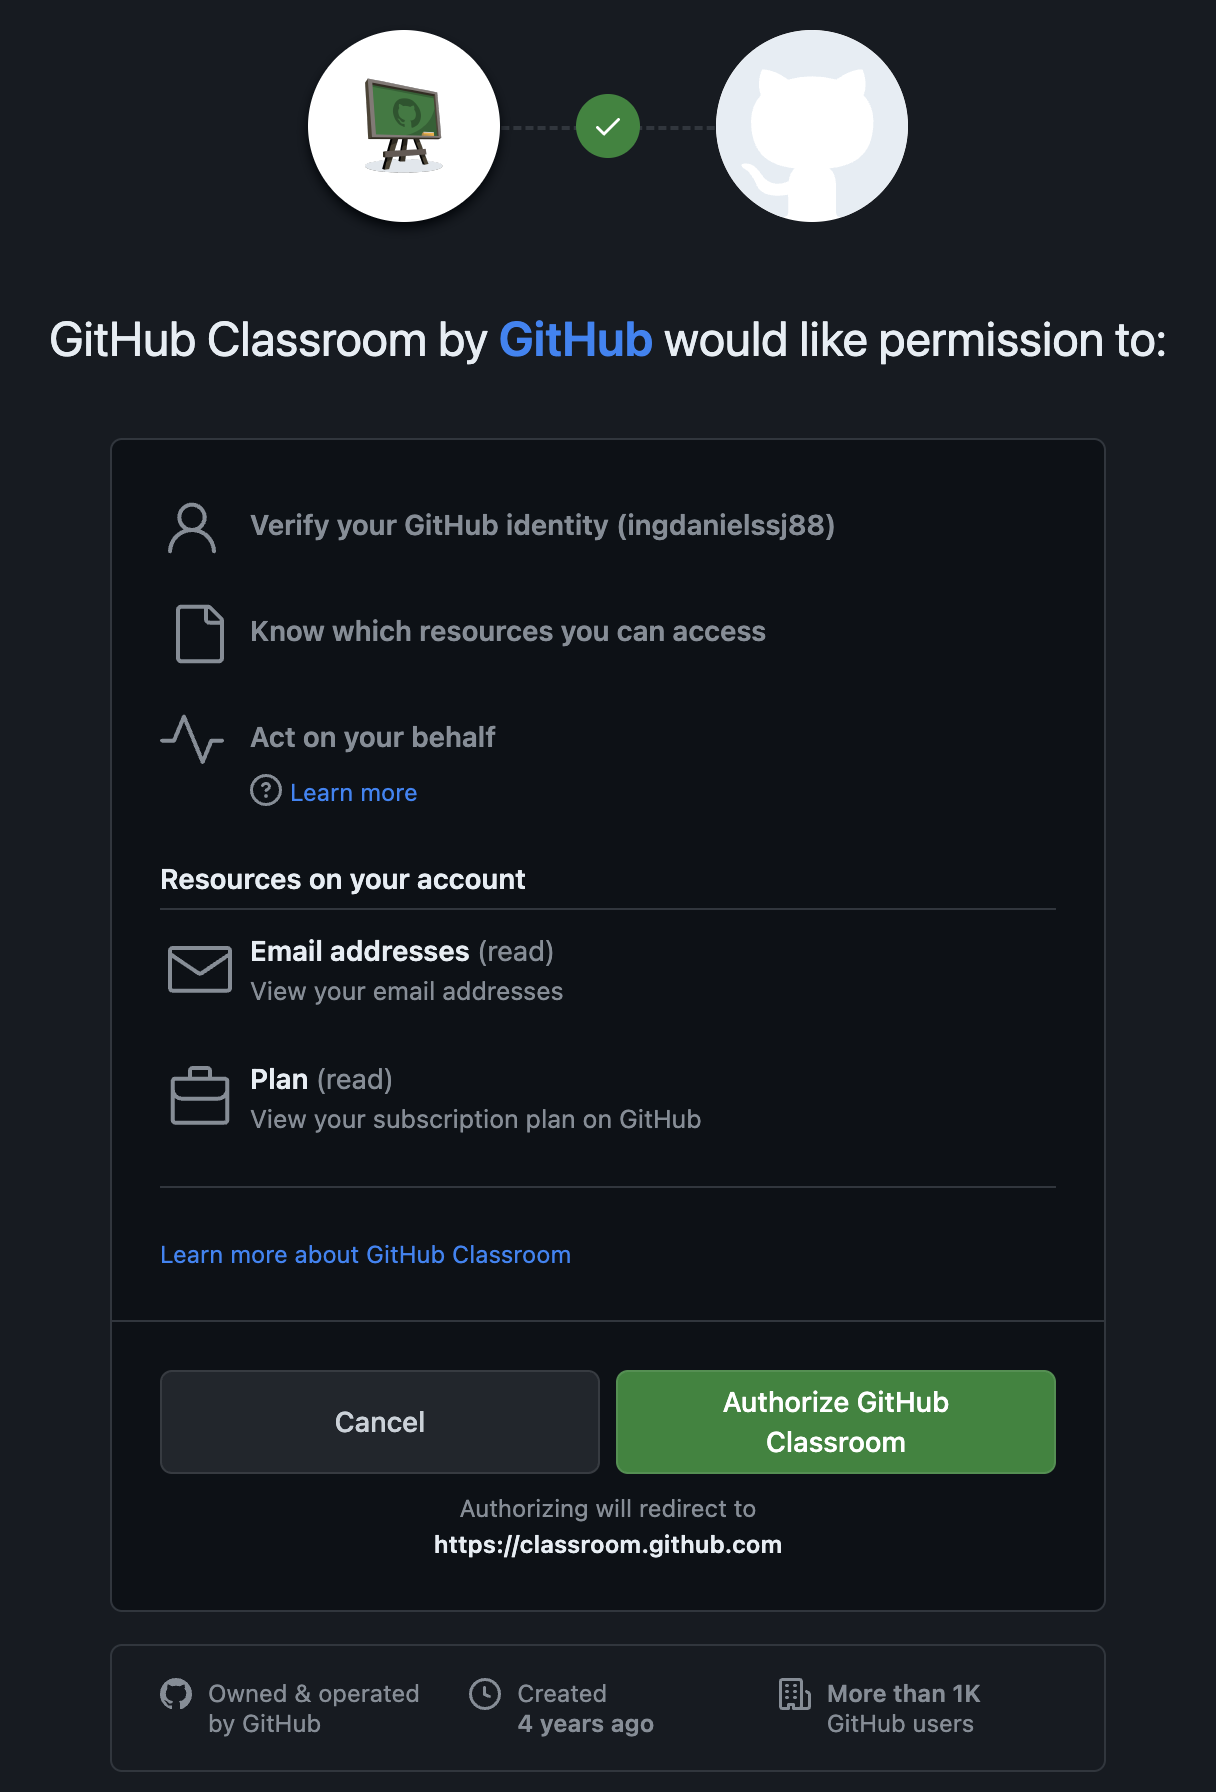 GitHub Classroom by GitHub would like permission to:
Verify your GitHub identity (ingdanielssj88)
Know which resources you can access
Act on your behalf
Learn more
Resources on your account
Email addresses (read)
View your email addresses
Plan (read)
View your subscription plan on GitHub
Learn more about GitHub Classroom
Cancel
Authorize GitHub
Classroom
Authorizing will redirect to
https://classroom.github.com
Owned & operated
by GitHub
Created
4 years ago
More than 1K
GitHub users